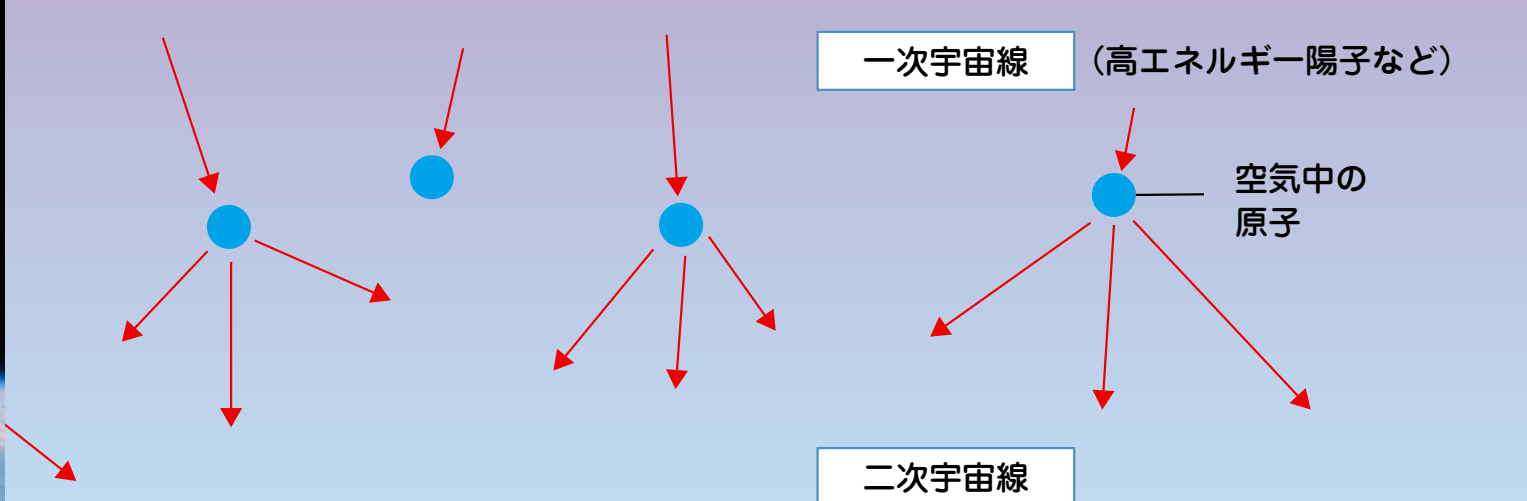 一次宇宙線 （高エネルギー陽子など）
空気中の
原子
二次宇宙線